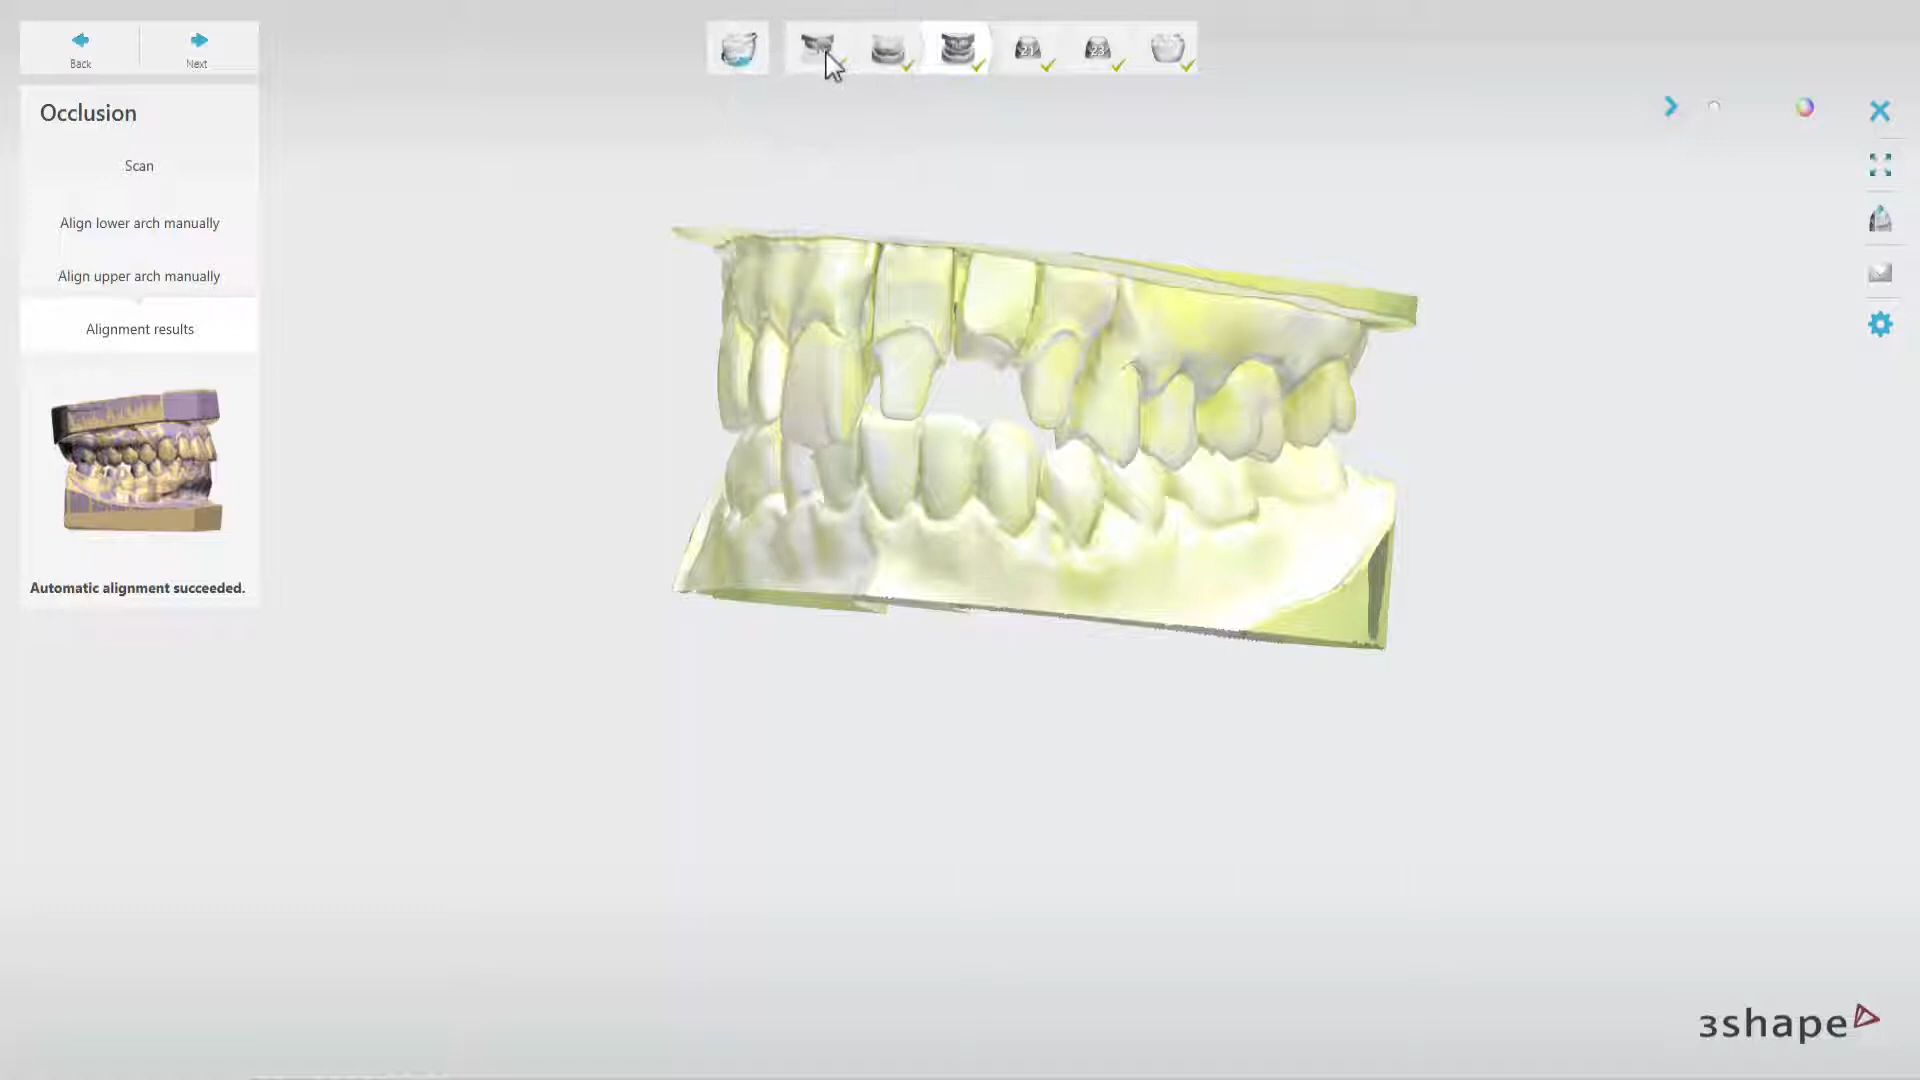 Back
Next
21
23
Occlusion
Scan
Align lower arch manually
Align upper arch manually
Alignment results
Automatic alignment succeeded.
3shape